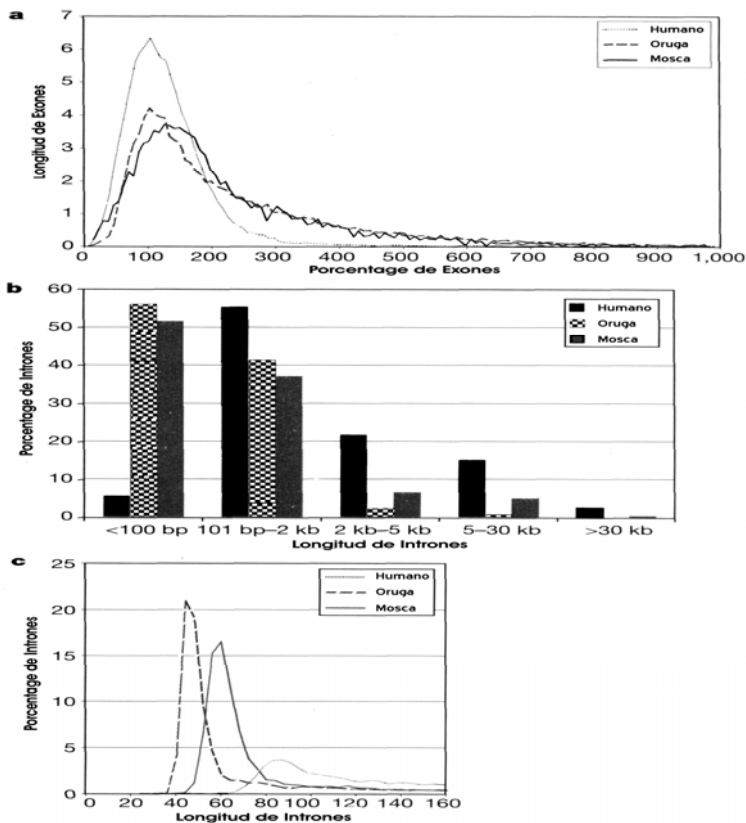 a
7
6
5
4
3
2
1
0
Longitud de Exones
Humano
Oruga
Mosca
0 100 200 300 400 500 600 700 800 900 1,000
Porcentage de Exones
b
60
50
40
30
20
10
0
Porcentage de Intrones
Humano
Oruga
Mosca
<100 bp 101 bp–2 kb 2 kb–5 kb 5–30 kb >30 kb
Longitud de Intrones
c
25
20
15
10
5
0
Porcentage de Intrones
Humano
Oruga
Mosca
0 20 40 60 80 100 120 140 160
Longitud de Intrones